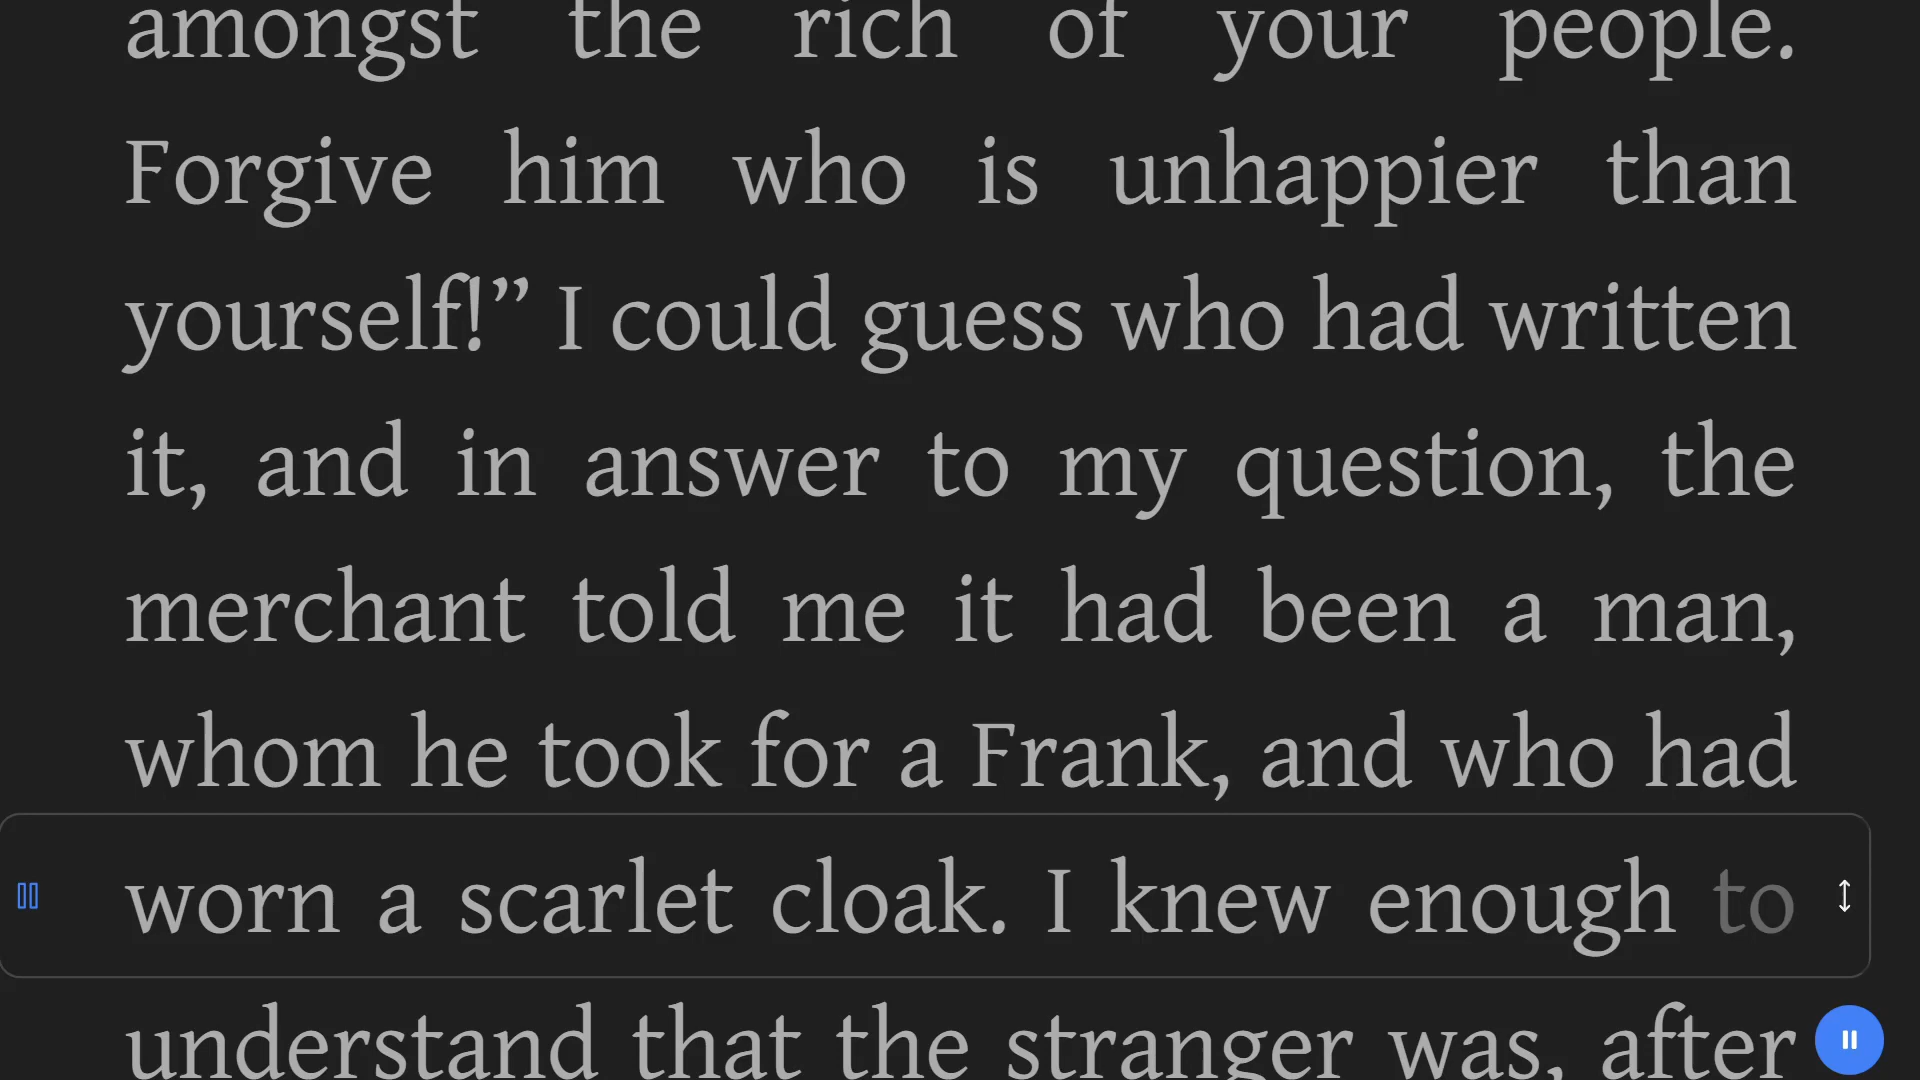 amongst the rich of your people.
Forgive him who is unhappier than
yourself!” I could guess who had written
it, and in answer to my question, the
merchant told me it had been a man,
whom he took for a Frank, and who had
worn a scarlet cloak. I knew enough to
understand that the stranger was, after